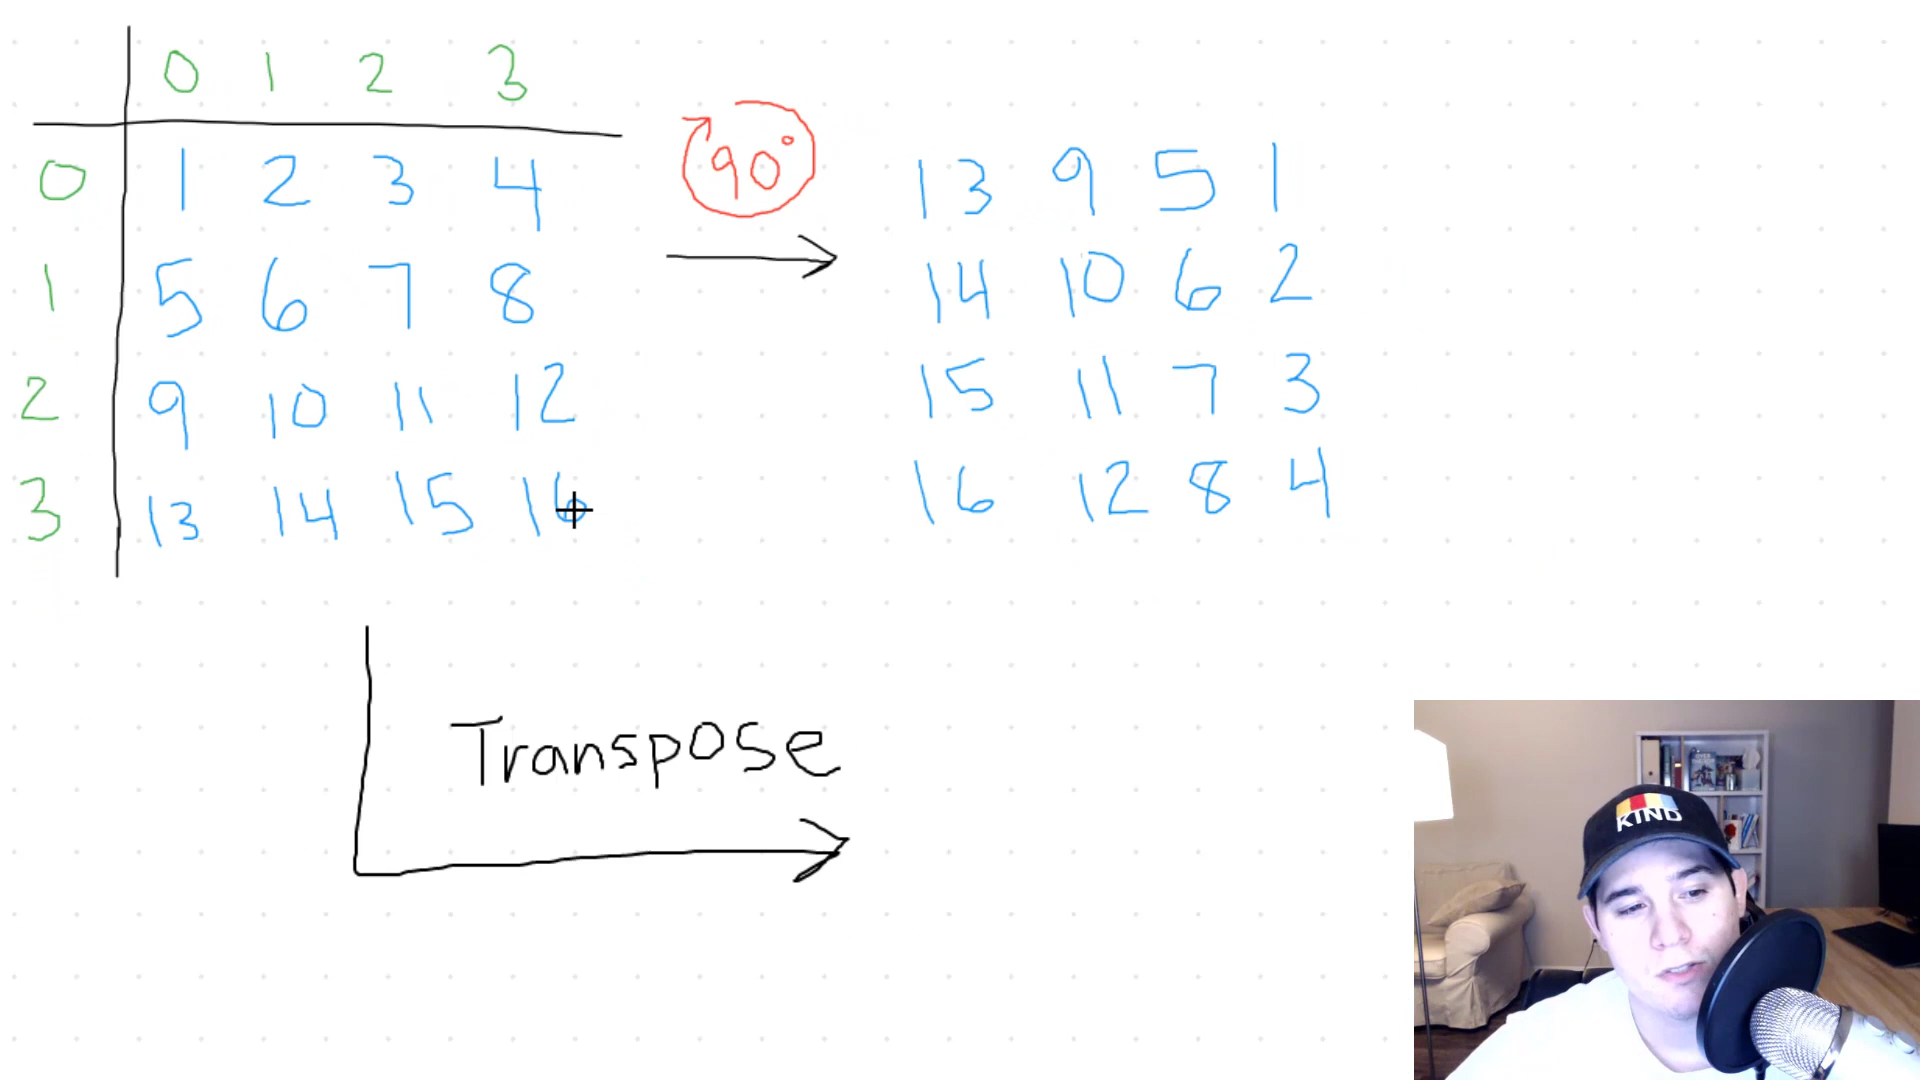 0 1 2 3
0 1 2 3 4
1 5 6 7 8
2 9 10 11 12
3 13 14 15 16
90°
13 9 5 1
14 10 6 2
15 11 7 3
16 12 8 4
Transpose
KIND